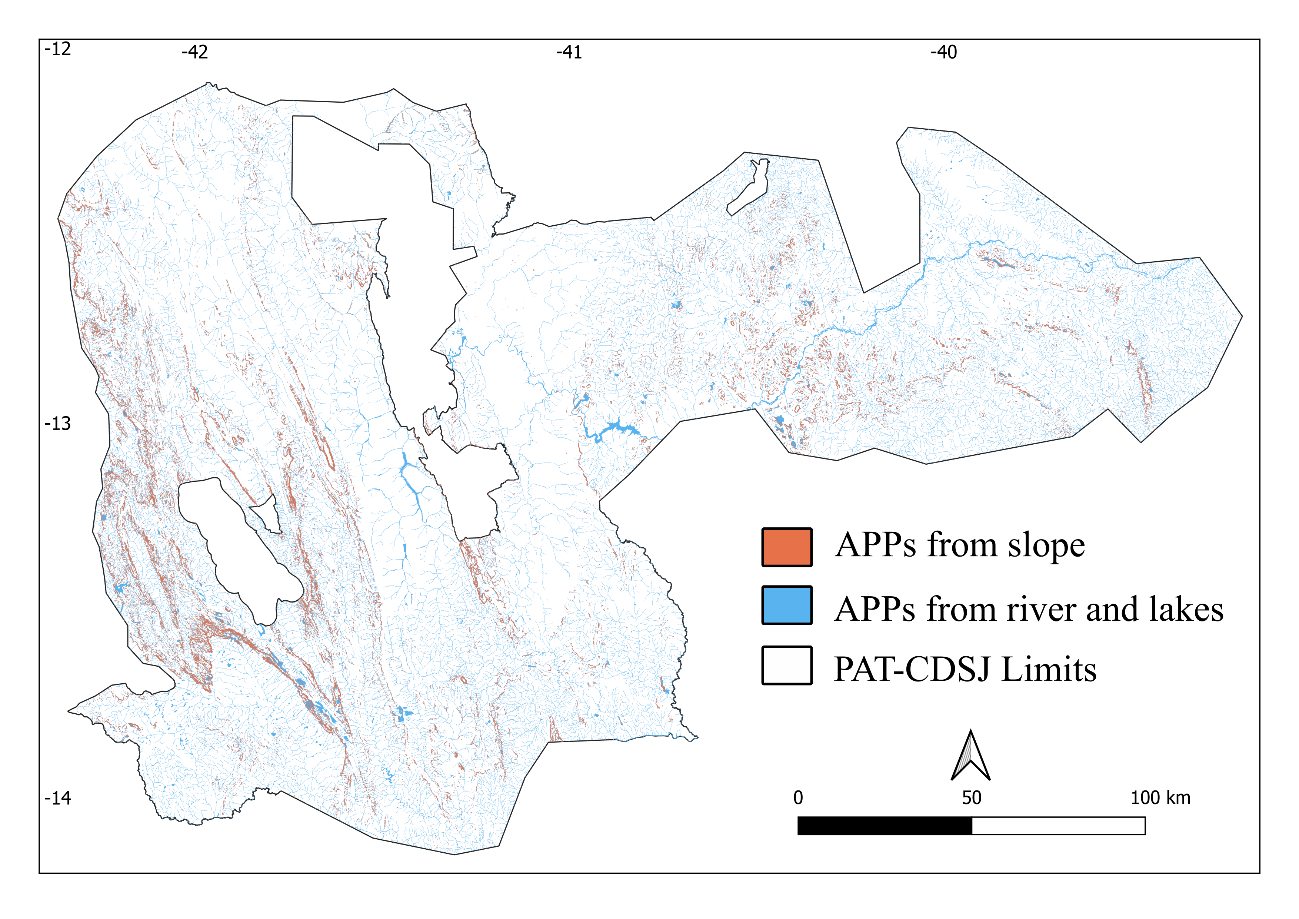 -12
-42
-41
-40
-13
APPs from slope
APPs from river and lakes
PAT-CDSJ Limits
-14
0
50
100 km